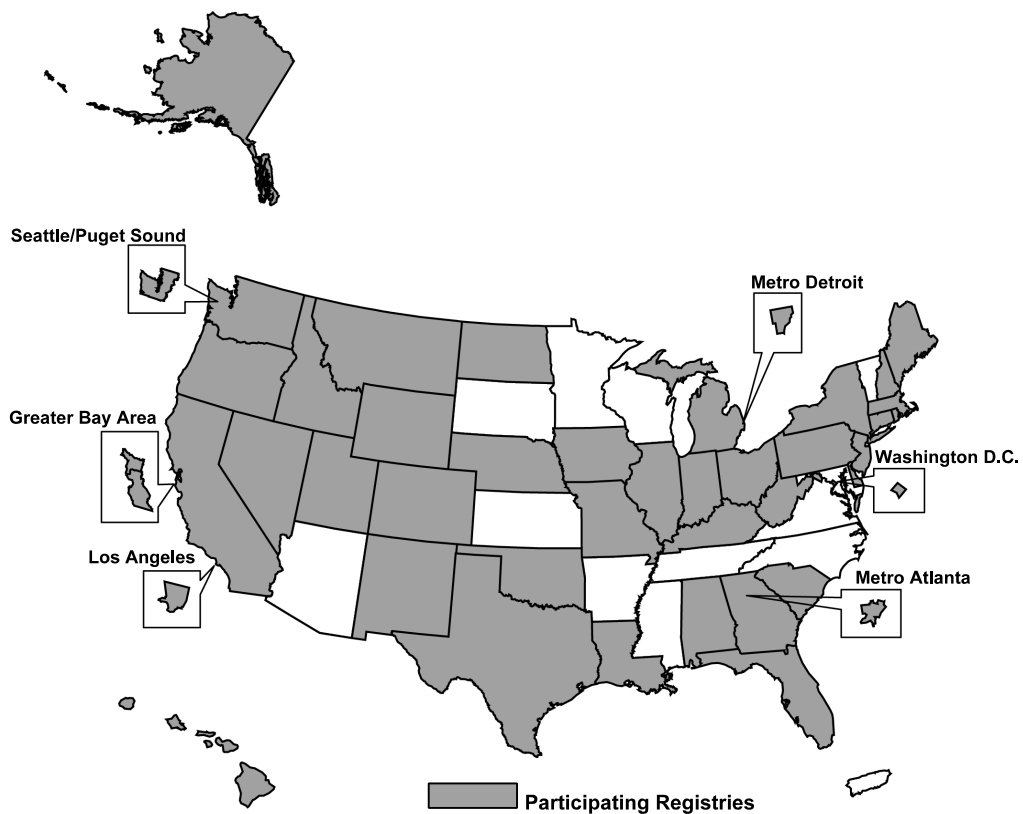 Seattle/Puget Sound
Metro Detroit
Greater Bay Area
Washington D.C.
Los Angeles
Metro Atlanta
Participating Registries